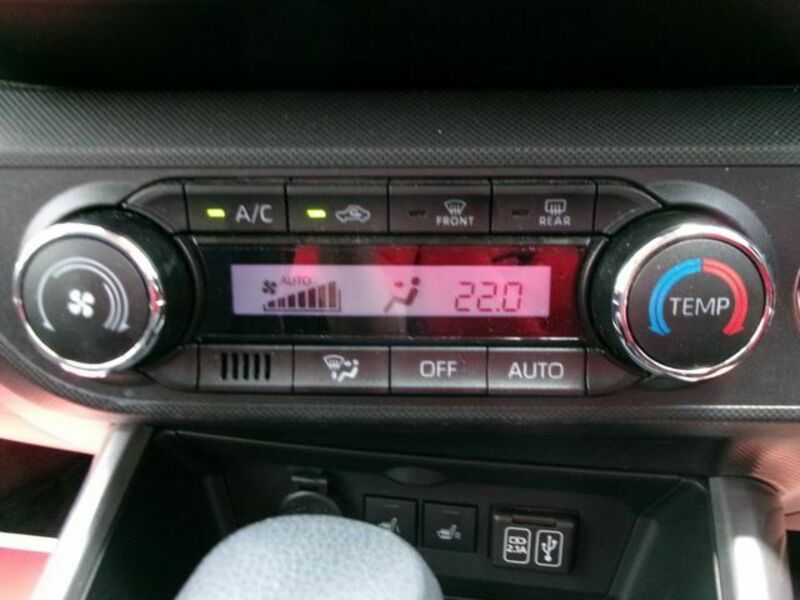 A/C
FRONT
REAR
AUTO
22.0
TEMP
OFF
AUTO
L
R
2.1A